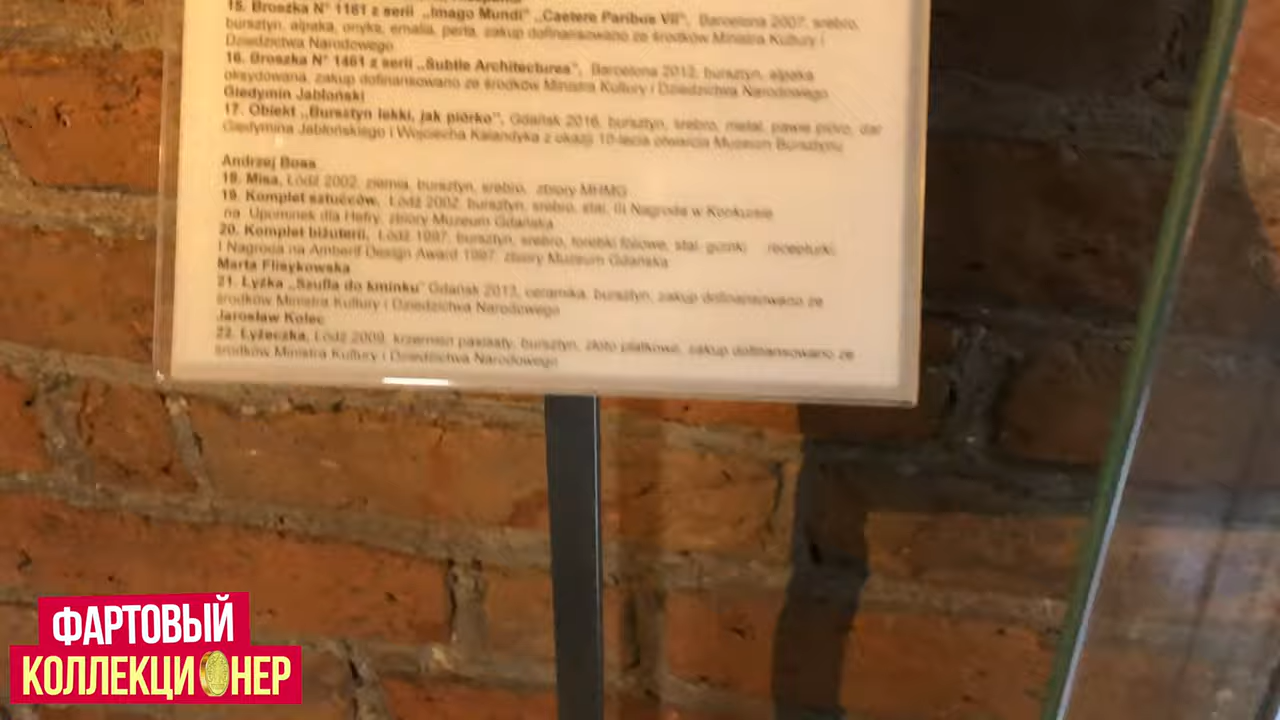 15. Broszka N° 1161 z serii „Imago Mundi” „Caetere Paribus VII”, Barcelona 2007, srebro,
bursztyn, alpaka, onyks, emalia, perła, zakup dofinansowano ze środków Ministra Kultury i
Dziedzictwa Narodowego
16. Broszka N° 1461 z serii „Subtle Architectures”, Barcelona 2012, bursztyn, alpaka
oksydowana, zakup dofinansowano ze środków Ministra Kultury i Dziedzictwa Narodowego
Giedymin Jabłoński
17. Obiekt „Bursztyn lekki, jak piórko”, Gdańsk 2016, bursztyn, srebro, metal, pawie pióro, dar
Giedymina Jabłońskiego i Wojciecha Kalandyka z okazji 10-lecia otwarcia Muzeum Bursztynu
Andrzej Boss
18. Misa, Łódź 2002, ziemia, bursztyn, srebro, zbiory MHMG
19. Komplet sztućców, Łódź 2002, bursztyn, srebro, stal, III Nagroda w Konkursie
na Upominek dla Hefry, zbiory Muzeum Gdańska
20. Komplet biżuterii, Łódź 1997, bursztyn, srebro, torebki foliowe, stal, guziki, recepturki,
I Nagroda na Amberif Design Award 1997, zbiory Muzeum Gdańska
Marta Flisykowska
21. Łyżka „Szufla do kminku” Gdańsk 2013, ceramika, bursztyn, zakup dofinansowano ze
środków Ministra Kultury i Dziedzictwa Narodowego
Jarosław Kolec
22. Łyżeczka, Łódź 2009, krzemień pasiasty, bursztyn, złoto płatkowe, zakup dofinansowano ze
środków Ministra Kultury i Dziedzictwa Narodowego
ФАРТОВЫЙ
КОЛЛЕКЦИОНЕР